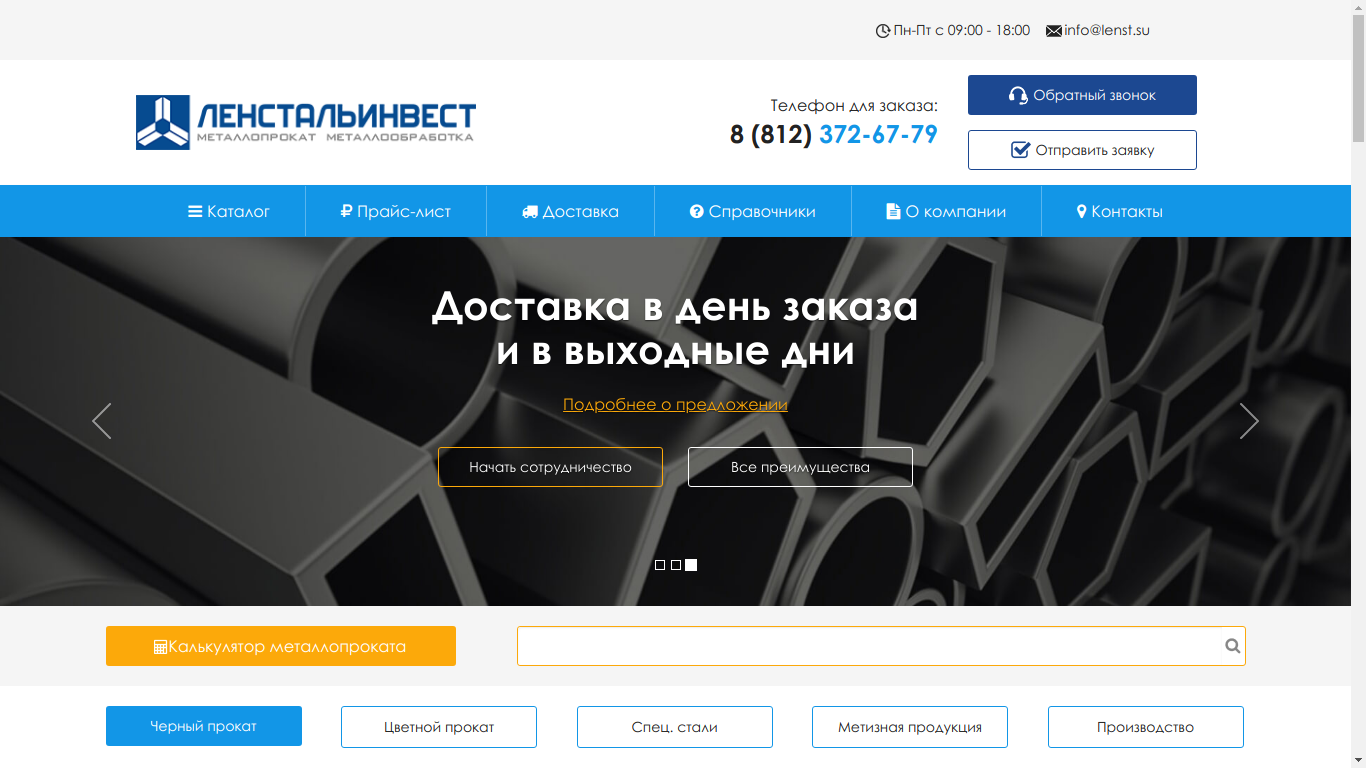 Пн-Пт с 09:00 - 18:00
info@lenst.su
ЛЕНСТАЛЬИНВЕСТ
МЕТАЛЛОПРОКАТ МЕТАЛЛООБРАБОТКА
Телефон для заказа:
8 (812) 372-67-79
Обратный звонок
Отправить заявку
Каталог
Прайс-лист
Доставка
Справочники
О компании
Контакты
Доставка в день заказа
и в выходные дни
Подробнее о предложении
Начать сотрудничество
Все преимущества
Калькулятор металлопроката
Черный прокат
Цветной прокат
Спец. стали
Метизная продукция
Производство